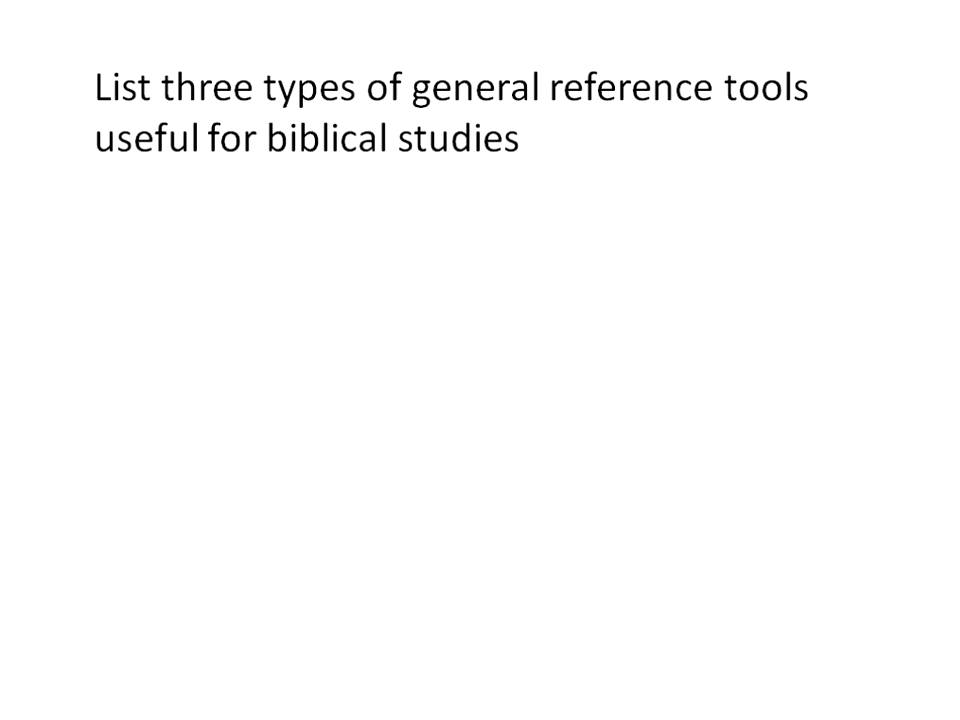 List three types of general reference tools
useful for biblical studies